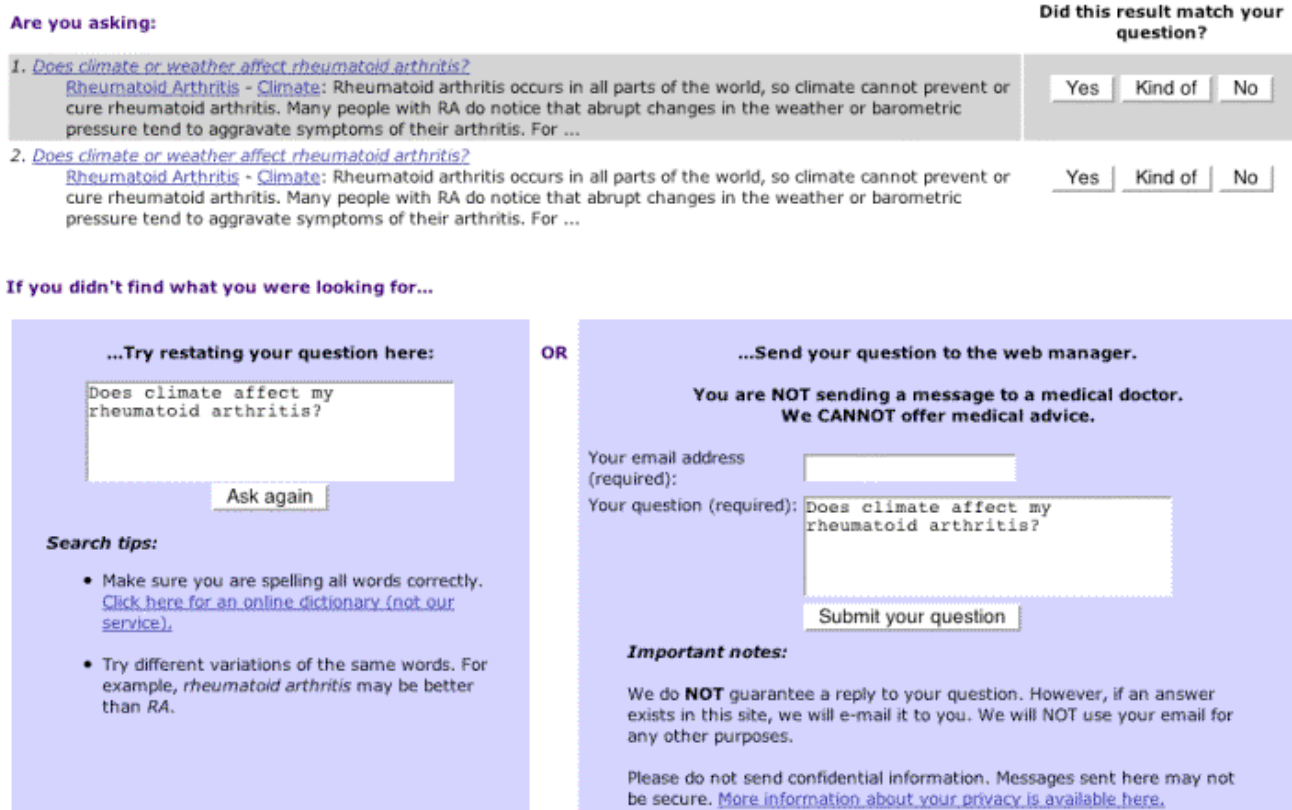 Are you asking:
Did this result match your
question?
1. Does climate or weather affect rheumatoid arthritis?
Rheumatoid Arthritis - Climate: Rheumatoid arthritis occurs in all parts of the world, so climate cannot prevent or
cure rheumatoid arthritis. Many people with RA do notice that abrupt changes in the weather or barometric
pressure tend to aggravate symptoms of their arthritis. For ...
Yes Kind of No
2. Does climate or weather affect rheumatoid arthritis?
Rheumatoid Arthritis - Climate: Rheumatoid arthritis occurs in all parts of the world, so climate cannot prevent or
cure rheumatoid arthritis. Many people with RA do notice that abrupt changes in the weather or barometric
pressure tend to aggravate symptoms of their arthritis. For ...
Yes Kind of No
If you didn't find what you were looking for...
...Try restating your question here:
Does climate affect my
rheumatoid arthritis?
Ask again
Search tips:
• Make sure you are spelling all words correctly.
Click here for an online dictionary (not our
service).
• Try different variations of the same words. For
example, rheumatoid arthritis may be better
than RA.
OR
...Send your question to the web manager.
You are NOT sending a message to a medical doctor.
We CANNOT offer medical advice.
Your email address
(required):
Your question (required):
Does climate affect my
rheumatoid arthritis?
Submit your question
Important notes:
We do NOT guarantee a reply to your question. However, if an answer
exists in this site, we will e-mail it to you. We will NOT use your email for
any other purposes.
Please do not send confidential information. Messages sent here may not
be secure. More information about your privacy is available here.